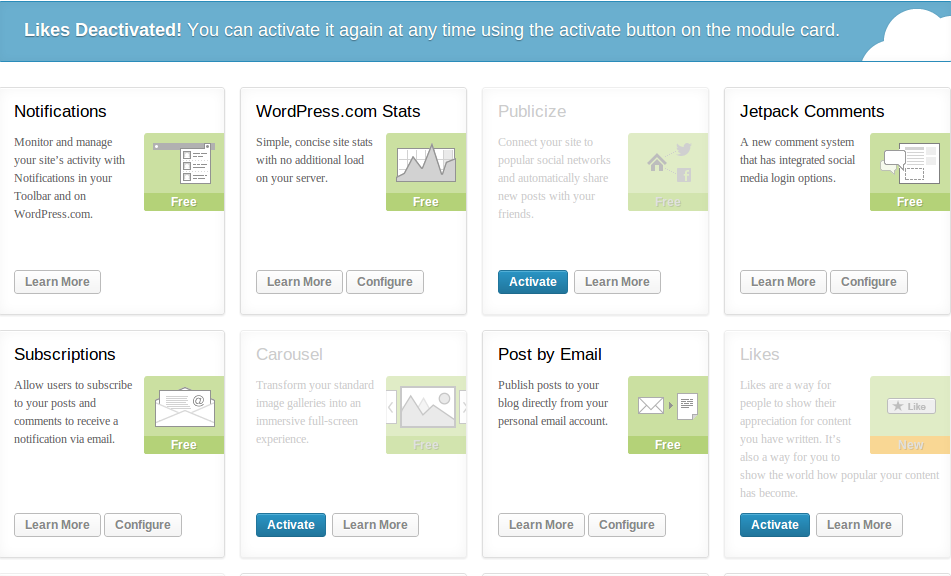 Likes Deactivated! You can activate it again at any time using the activate button on the module card.
Notifications
Monitor and manage
your site's activity with
Notifications in your
Toolbar and on
WordPress.com.
Free
Learn More
WordPress.com Stats
Simple, concise site stats
with no additional load
on your server.
Free
Learn More Configure
Publicize
Connect your site to
popular social networks
and automatically share
new posts with your
friends.
Free
Activate Learn More
Jetpack Comments
A new comment system
that has integrated social
media login options.
Free
Learn More Configure
Subscriptions
Allow users to subscribe
to your posts and
comments to receive a
notification via email.
@
Free
Learn More Configure
Carousel
Transform your standard
image galleries into an
immersive full-screen
experience.
Free
Activate Learn More
Post by Email
Publish posts to your
blog directly from your
personal email account.
Free
Learn More Configure
Likes
Likes are a way for
people to show their
appreciation for content
you have written. It's
also a way for you to
show the world how popular your content
has become.
Like
New
Activate Learn More